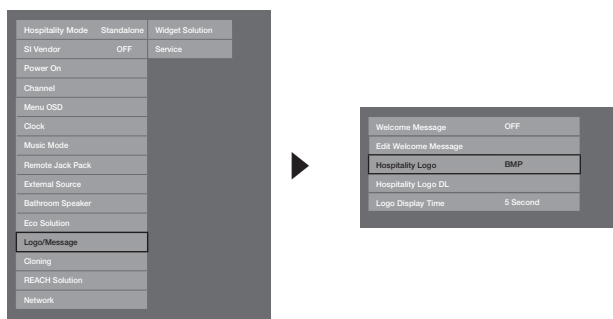 Hospitality Mode Standalone Widget Solution
SI Vendor OFF Service
Power On
Channel
Menu OSD
Clock
Music Mode
Remote Jack Pack
External Source
Bathroom Speaker
Eco Solution
Logo/Message
Cloning
REACH Solution
Network
Welcome Message OFF
Edit Welcome Message
Hospitality Logo BMP
Hospitality Logo DL
Logo Display Time 5 Second